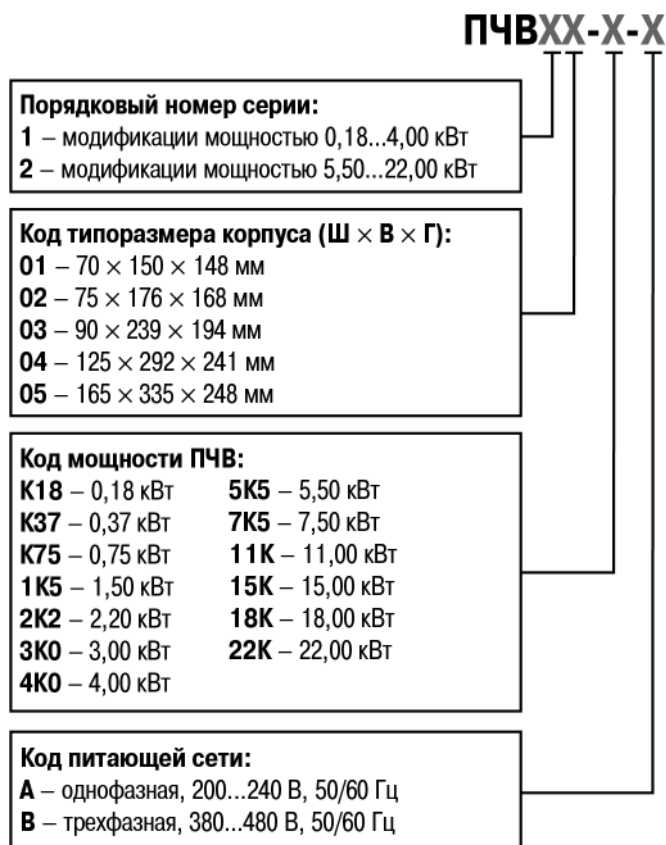 ПЧВXX-X-X
Порядковый номер серии:
1 – модификации мощностью 0,18...4,00 кВт
2 – модификации мощностью 5,50...22,00 кВт
Код типоразмера корпуса (Ш × В × Г):
01 – 70 × 150 × 148 мм
02 – 75 × 176 × 168 мм
03 – 90 × 239 × 194 мм
04 – 125 × 292 × 241 мм
05 – 165 × 335 × 248 мм
Код мощности ПЧВ:
К18 – 0,18 кВт 5К5 – 5,50 кВт
К37 – 0,37 кВт 7К5 – 7,50 кВт
К75 – 0,75 кВт 11К – 11,00 кВт
1К5 – 1,50 кВт 15К – 15,00 кВт
2К2 – 2,20 кВт 18К – 18,00 кВт
3К0 – 3,00 кВт 22К – 22,00 кВт
4К0 – 4,00 кВт
Код питающей сети:
А – однофазная, 200...240 В, 50/60 Гц
В – трехфазная, 380...480 В, 50/60 Гц